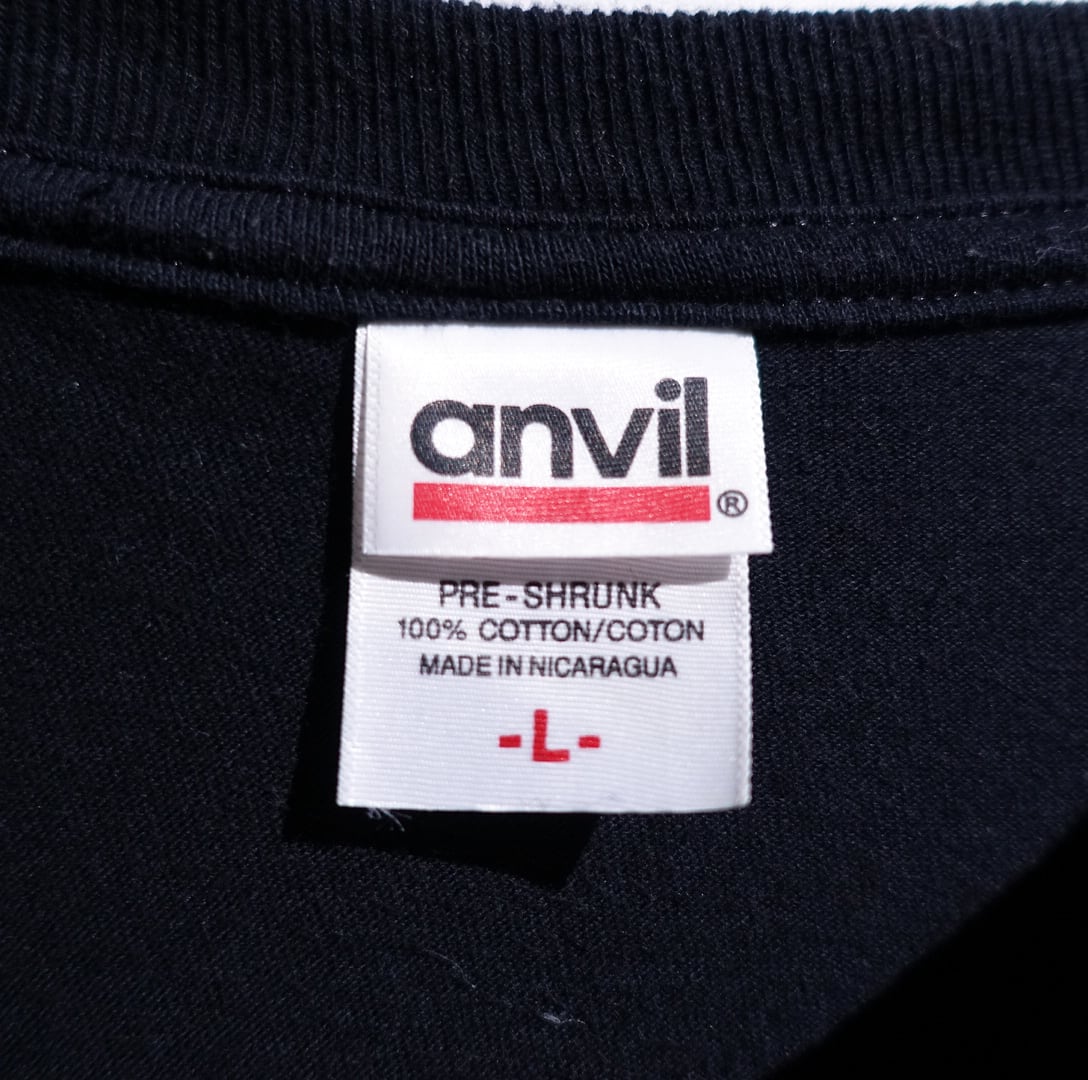 anvil®
PRE-SHRUNK
100% COTTON/COTON
MADE IN NICARAGUA
-L-